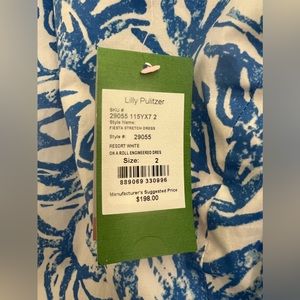 Lilly Pulitzer
SKU #
29055 115YX7 2
Style Name:
FIESTA STRETCH DRESS
Style #: 29055
RESORT WHITE
ON A ROLL ENGINEERED DRES
Size: 2
889069 330996
Manufacturer's Suggested Price
$198.00